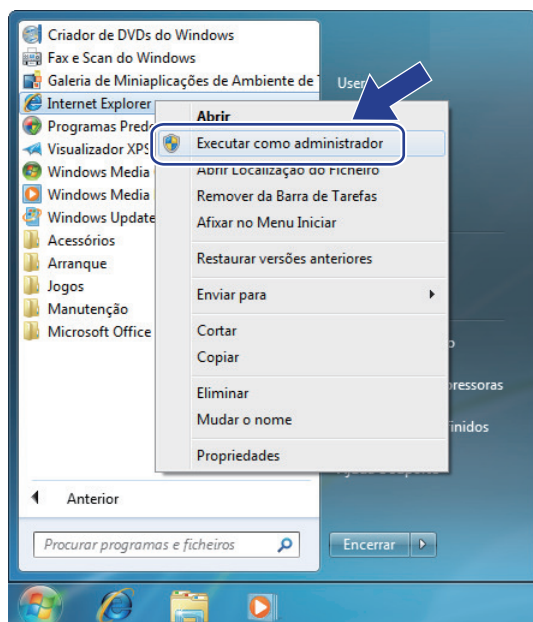 Criador de DVDs do Windows
Fax e Scan do Windows
Galeria de Miniaplicações de Ambiente de
Internet Explorer
Programas
Visualizador XPS
Windows Media
Windows Media
Windows Update
Acessórios
Arranque
Jogos
Manutenção
Microsoft Office
Anterior
Procurar programas e ficheiros
User
Abrir
Executar como administrador
Abrir Localização do Ficheiro
Remover da Barra de Tarefas
Afixar no Menu Iniciar
Restaurar versões anteriores
Enviar para
Cortar
Copiar
Eliminar
Mudar o nome
Propriedades
Encerrar